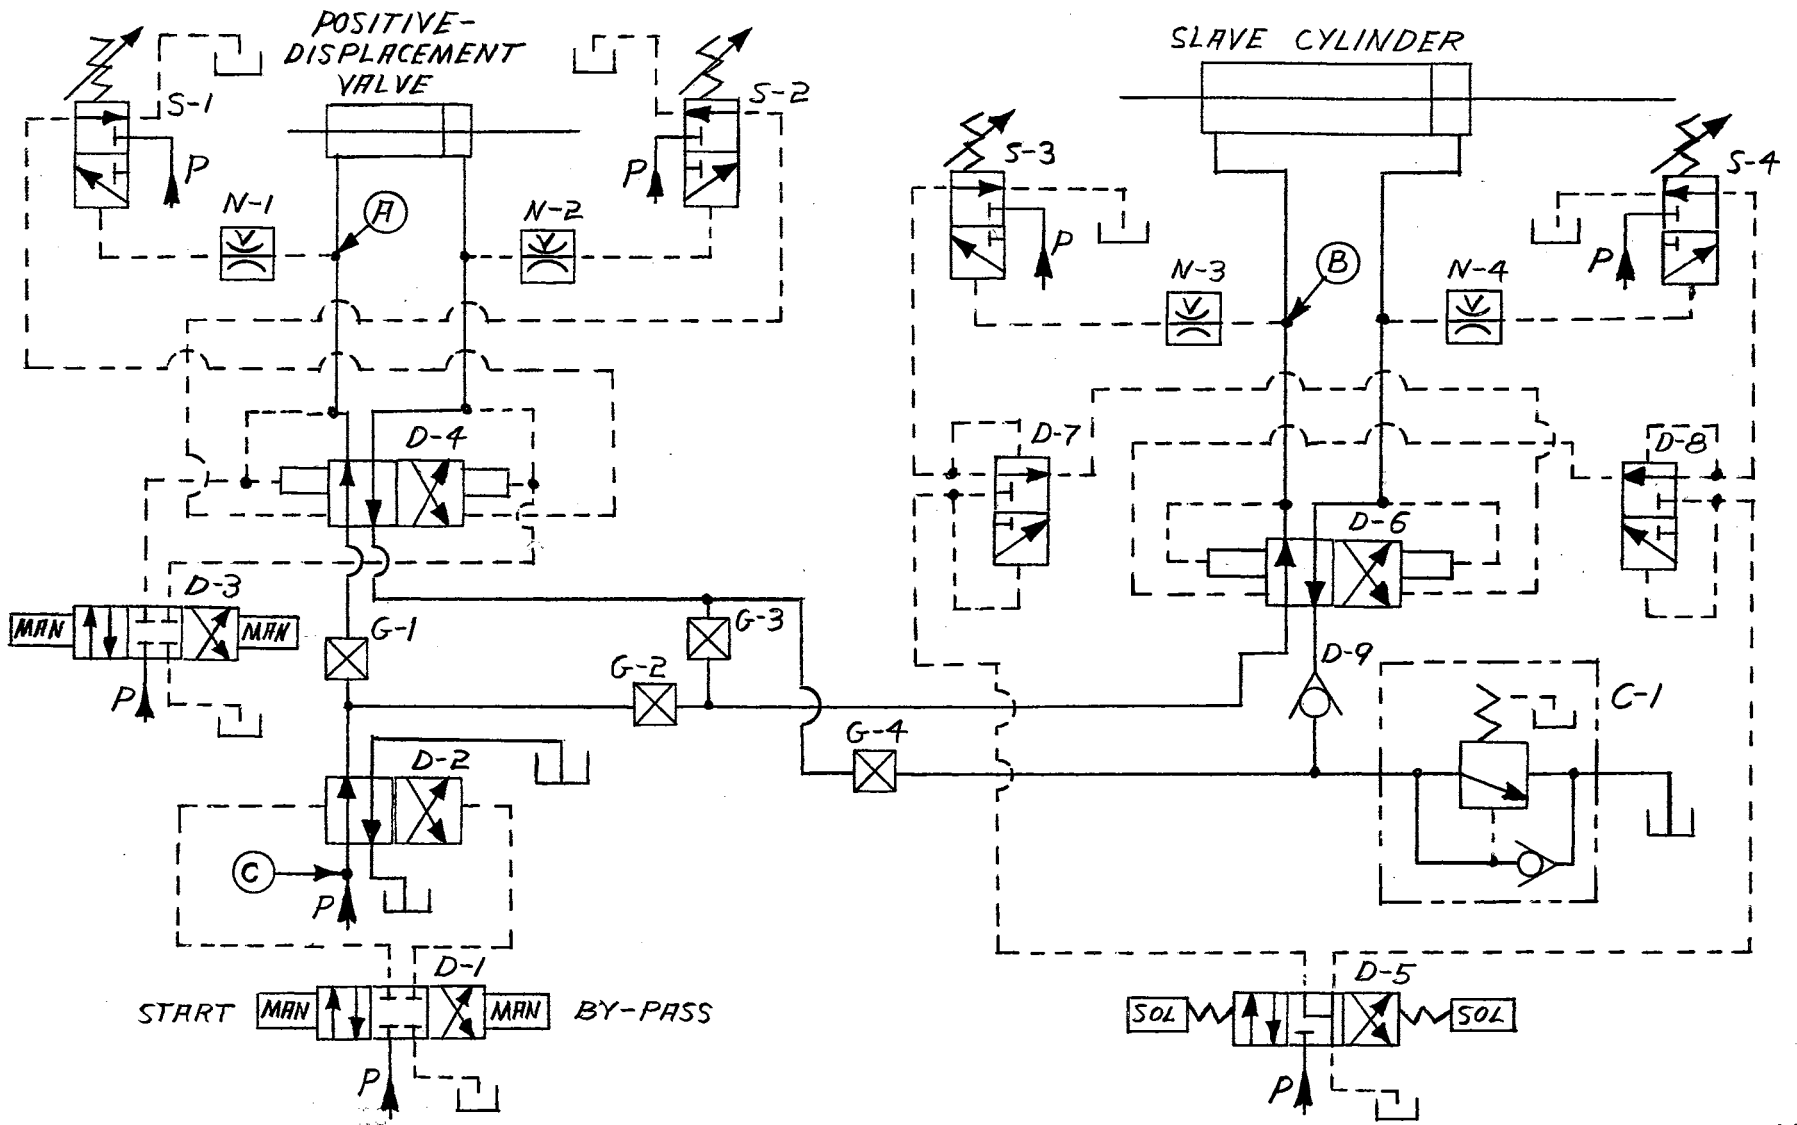 POSITIVE-
DISPLACEMENT
VALVE
SLAVE CYLINDER
S-1
S-2
P
P
N-1
A
N-2
S-3
S-4
P
P
N-3
B
N-4
D-4
D-7
D-8
D-6
D-3
MAN
MAN
P
G-1
G-3
G-2
D-9
C-1
G-4
D-2
C
P
D-1
START
MAN
MAN
BY-PASS
P
D-5
SOL
SOL
P